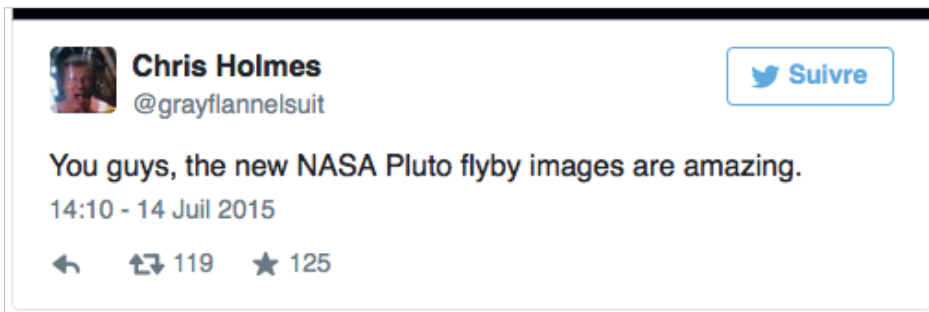 Chris Holmes
Suivre
@grayflannelsuit
You guys, the new NASA Pluto flyby images are amazing.
14:10 - 14 Juil 2015
119 125